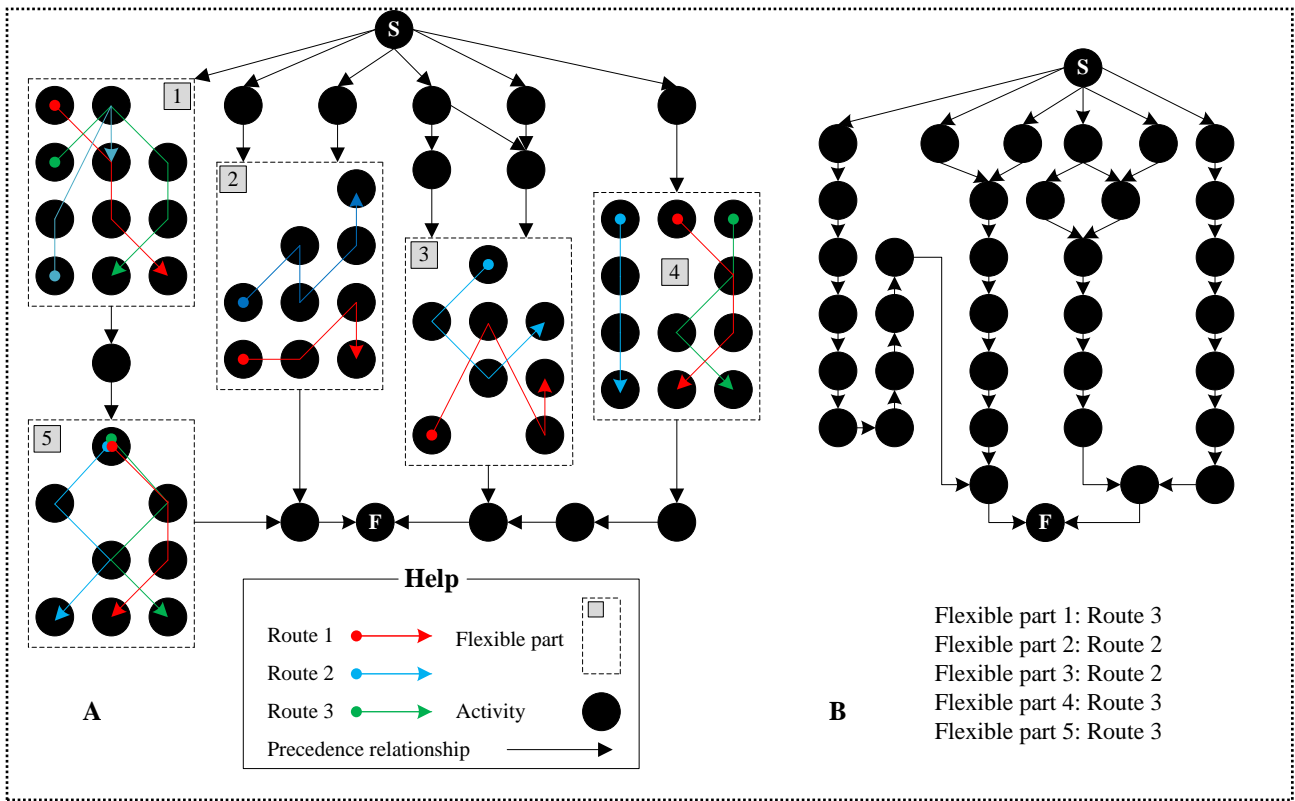 S
S
1
2
3
4
5
F
F
Help
Route 1
Flexible part
Route 2
Route 3
Activity
Precedence relationship
A
B
Flexible part 1: Route 3
Flexible part 2: Route 2
Flexible part 3: Route 2
Flexible part 4: Route 3
Flexible part 5: Route 3